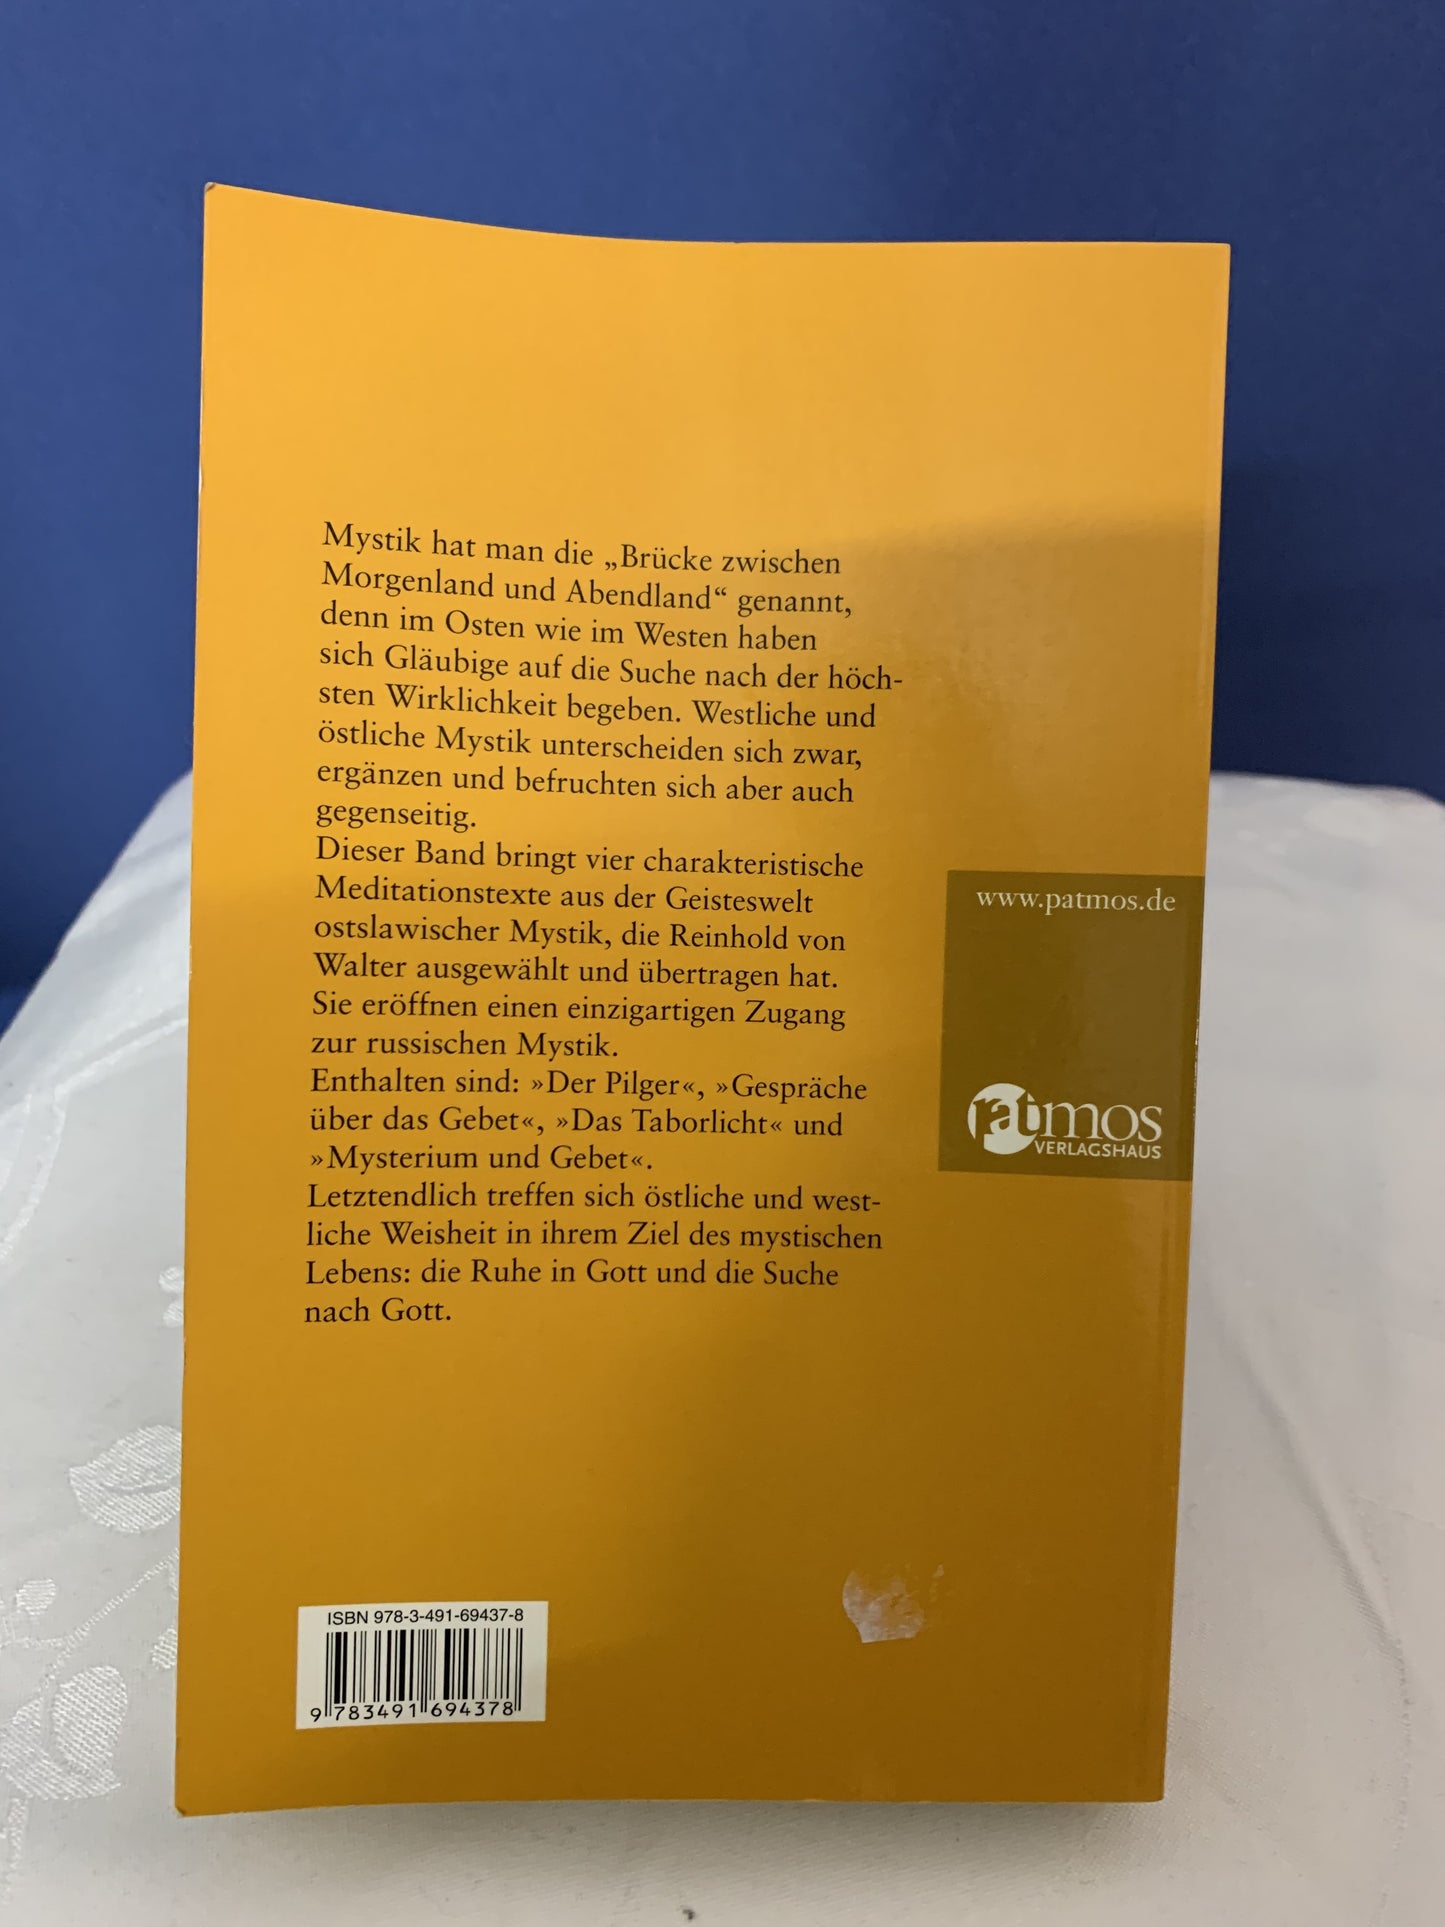 Mystik hat man die „Brücke zwischen
Morgenland und Abendland“ genannt,
denn im Osten wie im Westen haben
sich Gläubige auf die Suche nach der höch-
sten Wirklichkeit begeben. Westliche und
östliche Mystik unterscheiden sich zwar,
ergänzen und befruchten sich aber auch
gegenseitig.
Dieser Band bringt vier charakteristische
Meditationstexte aus der Geisteswelt
ostslawischer Mystik, die Reinhold von
Walter ausgewählt und übertragen hat.
Sie eröffnen einen einzigartigen Zugang
zur russischen Mystik.
Enthalten sind: »Der Pilger«, »Gespräche
über das Gebet«, »Das Taborlicht« und
»Mysterium und Gebet«.
Letztendlich treffen sich östliche und west-
liche Weisheit in ihrem Ziel des mystischen
Lebens: die Ruhe in Gott und die Suche
nach Gott.
www.patmos.de
patmos
VERLAGSHAUS
ISBN 978-3-491-69437-8
9 783491 694378